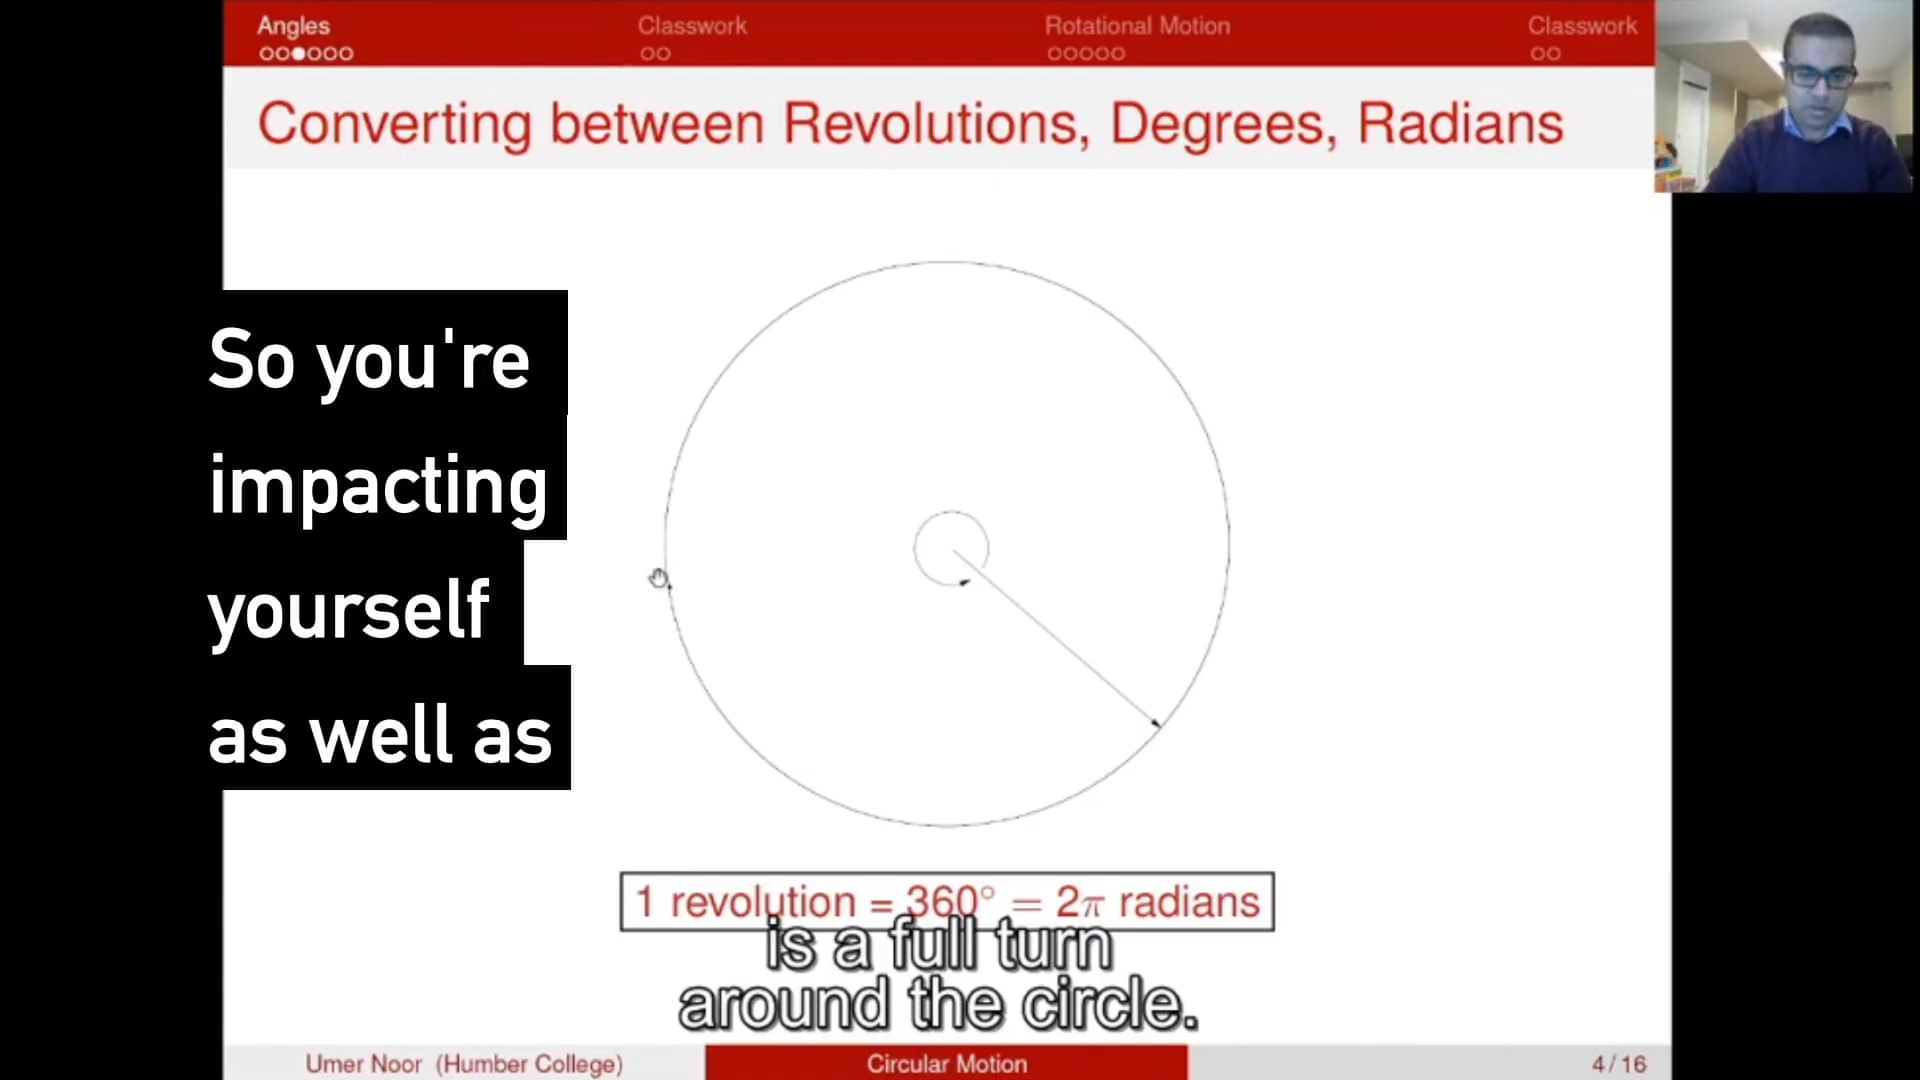 Angles
Classwork
Rotational Motion
Classwork
Converting between Revolutions, Degrees, Radians
So you're
impacting
yourself
as well as
1 revolution = 360° = 2π radians
is a full turn
around the circle.
Umer Noor (Humber College)
Circular Motion
4 / 16